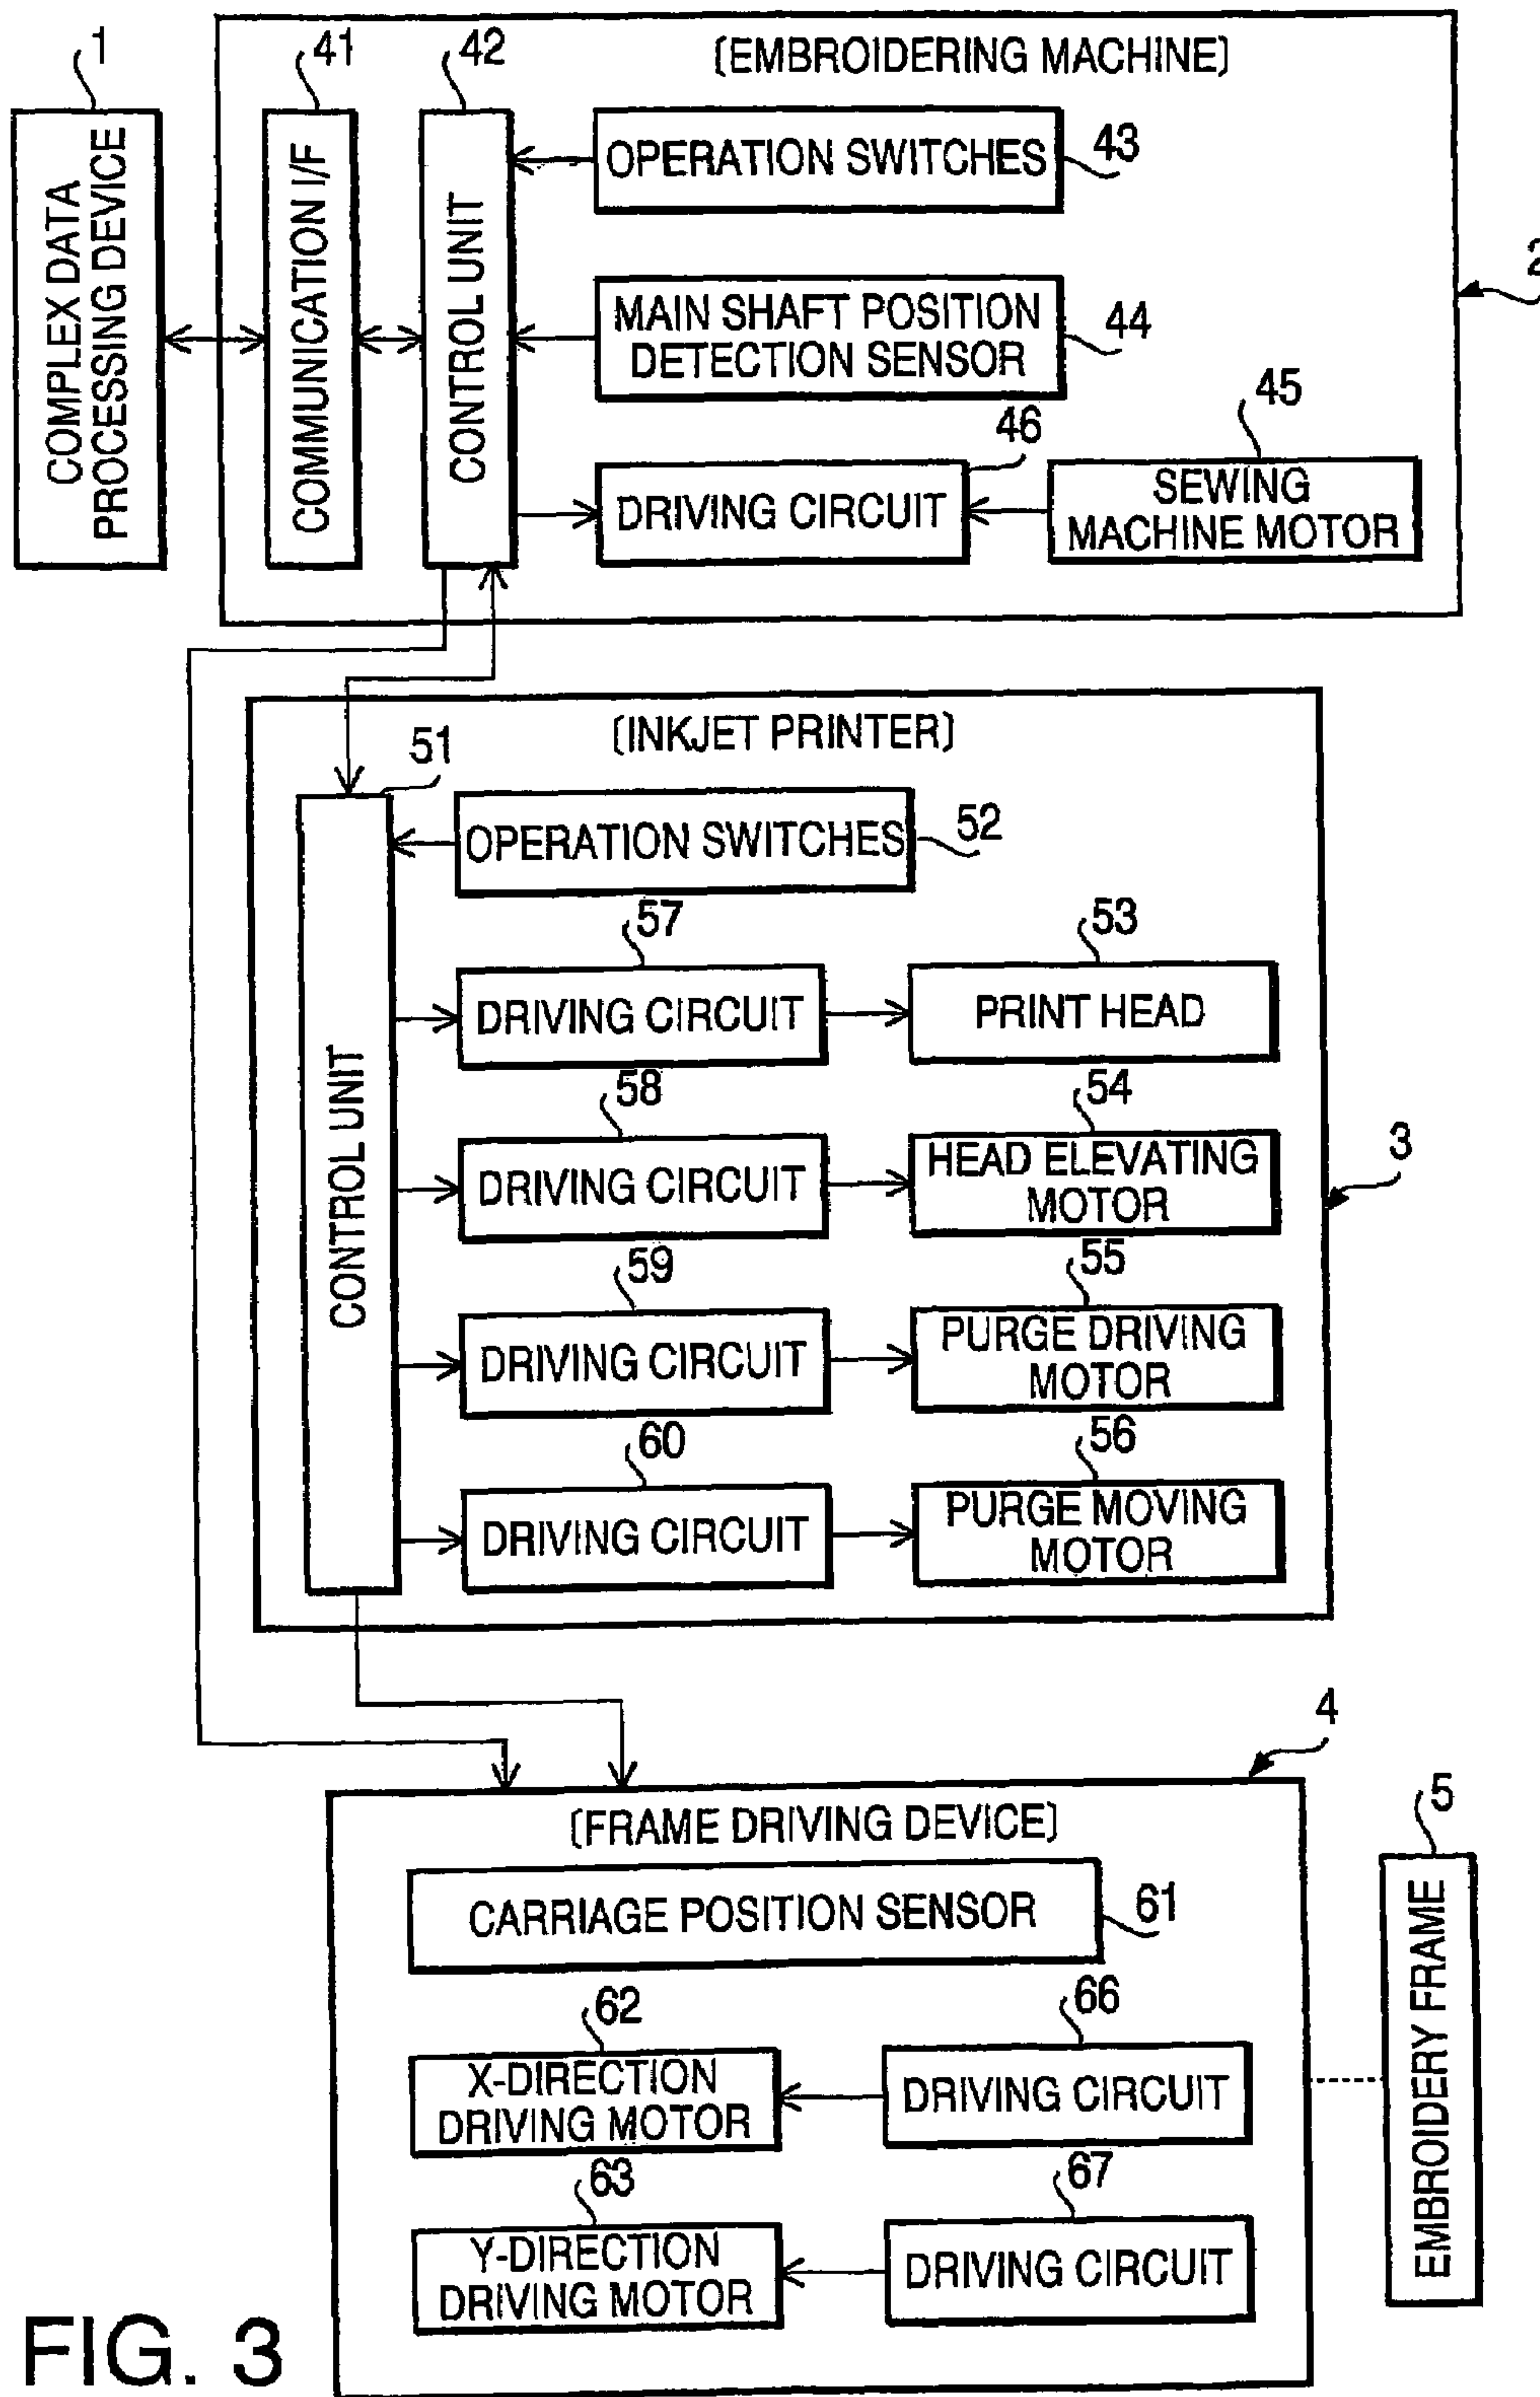 1
41
42
[EMBROIDERING MACHINE]
COMPLEX DATA
PROCESSING DEVICE
COMMUNICATION I/F
CONTROL UNIT
OPERATION SWITCHES
43
2
MAIN SHAFT POSITION
DETECTION SENSOR
44
45
46
DRIVING CIRCUIT
SEWING
MACHINE MOTOR
[INKJET PRINTER]
51
CONTROL UNIT
OPERATION SWITCHES
52
57
53
DRIVING CIRCUIT
PRINT HEAD
58
54
DRIVING CIRCUIT
HEAD ELEVATING
MOTOR
3
59
55
DRIVING CIRCUIT
PURGE DRIVING
MOTOR
60
56
DRIVING CIRCUIT
PURGE MOVING
MOTOR
4
[FRAME DRIVING DEVICE]
5
CARRIAGE POSITION SENSOR
61
EMBROIDERY FRAME
62
66
X-DIRECTION
DRIVING MOTOR
DRIVING CIRCUIT
63
67
Y-DIRECTION
DRIVING MOTOR
DRIVING CIRCUIT
FIG. 3